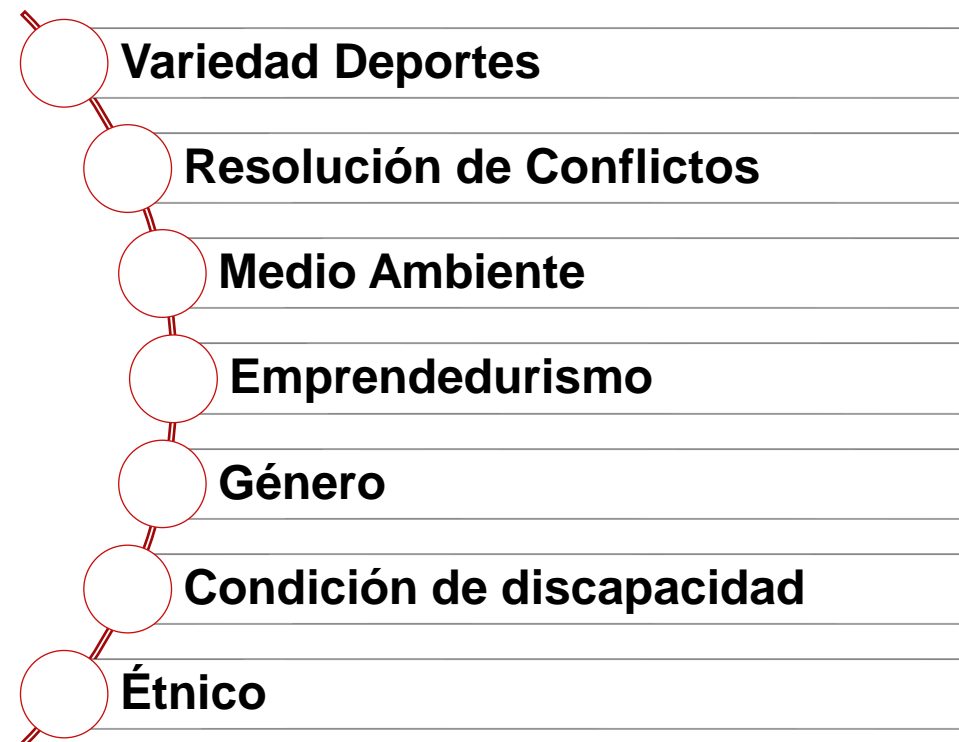 Variedad Deportes
Resolución de Conflictos
Medio Ambiente
Emprendedurismo
Género
Condición de discapacidad
Étnico